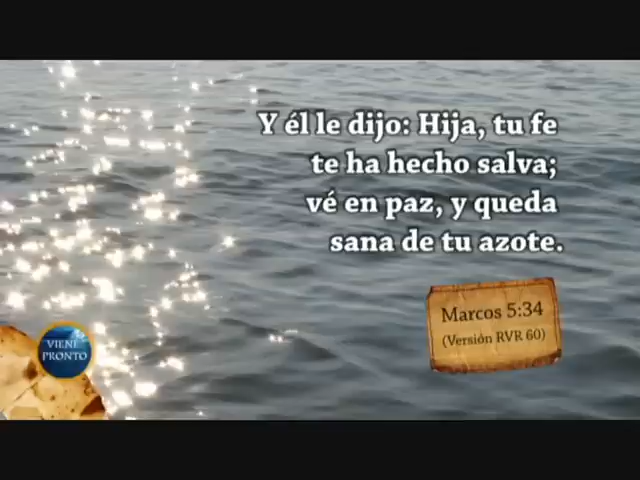 Y él le dijo: Hija, tu fe
te ha hecho salva;
vé en paz, y queda
sana de tu azote.
Marcos 5:34
(Versión RVR 60)
VIENE
PRONTO